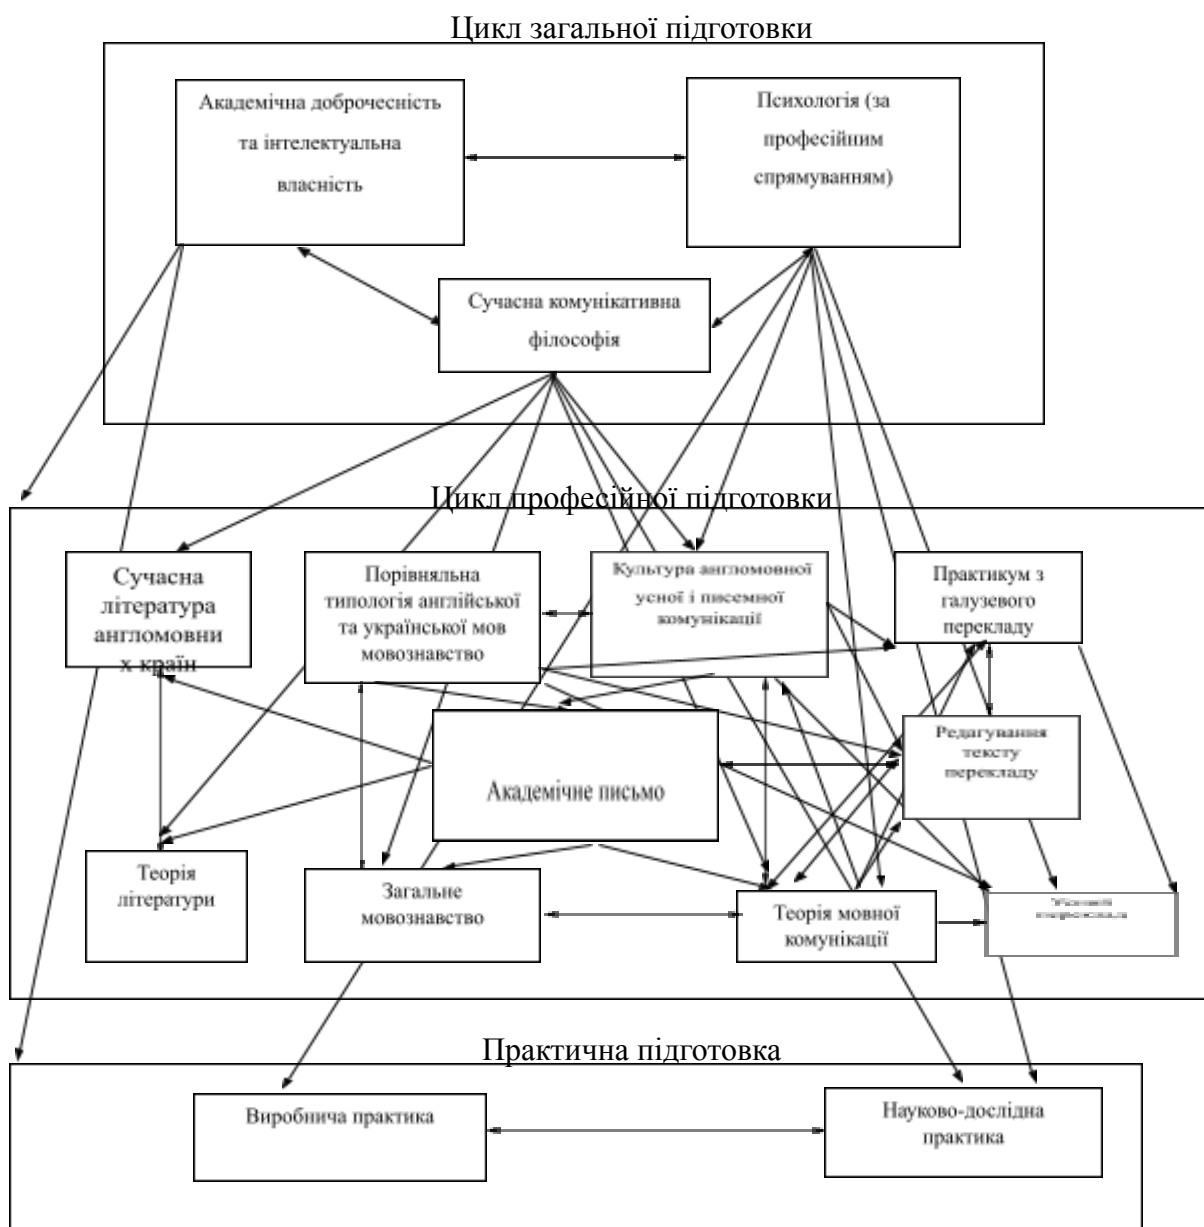 Цикл загальної підготовки
Академічна доброчесність
та інтелектуальна
власність
Психологія (за
професійним
спрямуванням)
Сучасна комунікативна
філософія
Цикл професійної підготовки
Сучасна
література
англомовни
х країн
Порівняльна
типологія англійської
та української мов
мовознавство
Культура англомовної
усної і писемної
комунікації
Практикум з
галузевого
перекладу
Редагування
тексту
перекладу
Академічне письмо
Теорія
літератури
Загальне
мовознавство
Теорія мовної
комунікації
Практична підготовка
Виробнича практика
Науково-дослідна
практика